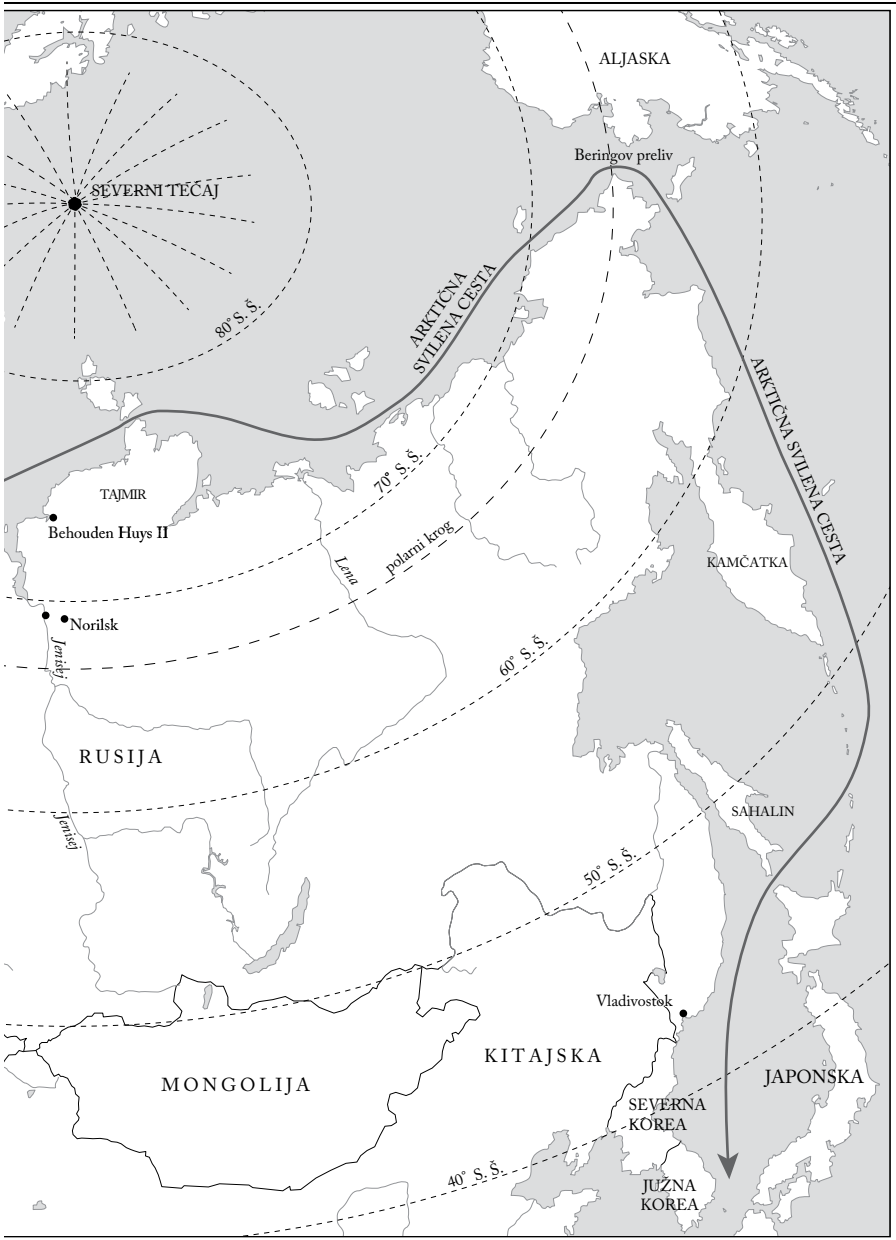 ALJASKA
Beringov preliv
SEVERNI TEČAJ
80° S. Š.
ARKTIČNA
SVILENA CESTA
ARKTIČNA SVILENA CESTA
70° S. Š.
TAJMIR
Behouden Huys II
polarni krog
Lena
KAMČATKA
Norilsk
Jenisej
60° S. Š.
RUSIJA
SAHALIN
Jenisej
50° S. Š.
Vladivostok
KITAJSKA
MONGOLIJA
JAPONSKA
SEVERNA
KOREA
40° S. Š.
JUŽNA
KOREA